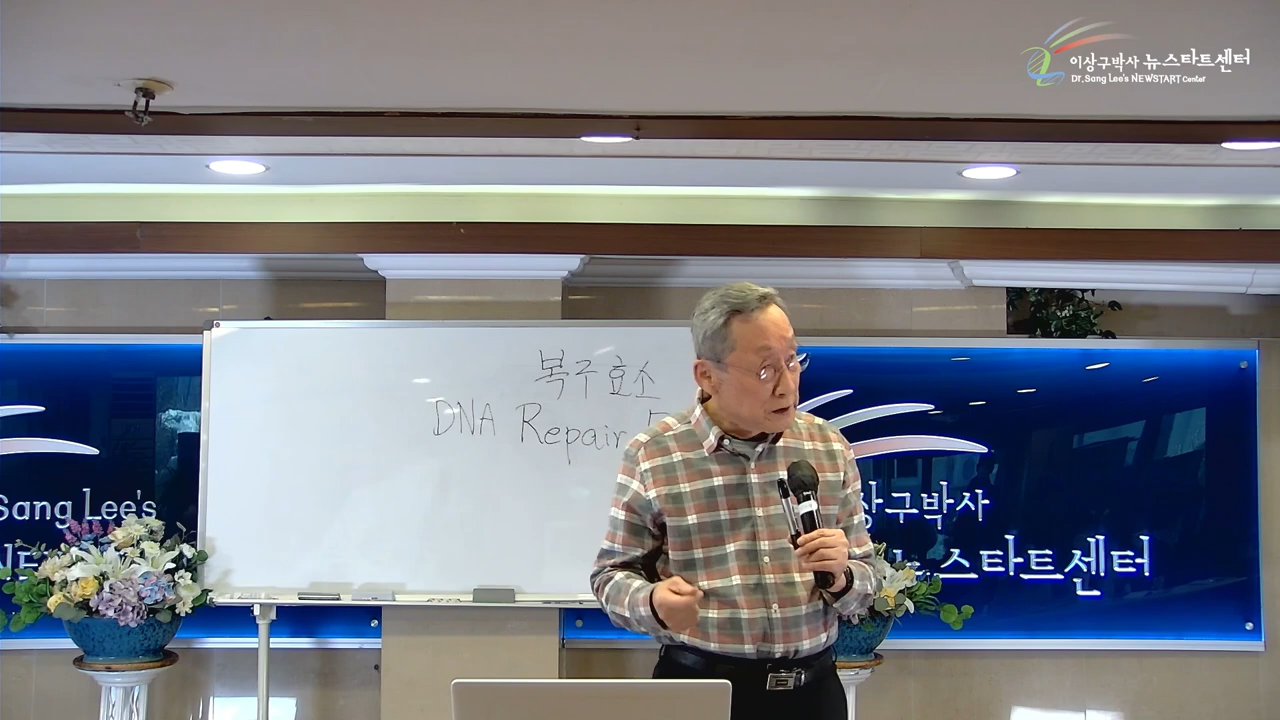 이상구박사 뉴스타트센터
Dr. Sang Lee's NEWSTART Center
복구효소
DNA Repair
Sang Lee's
상구박사
뉴스타트센터